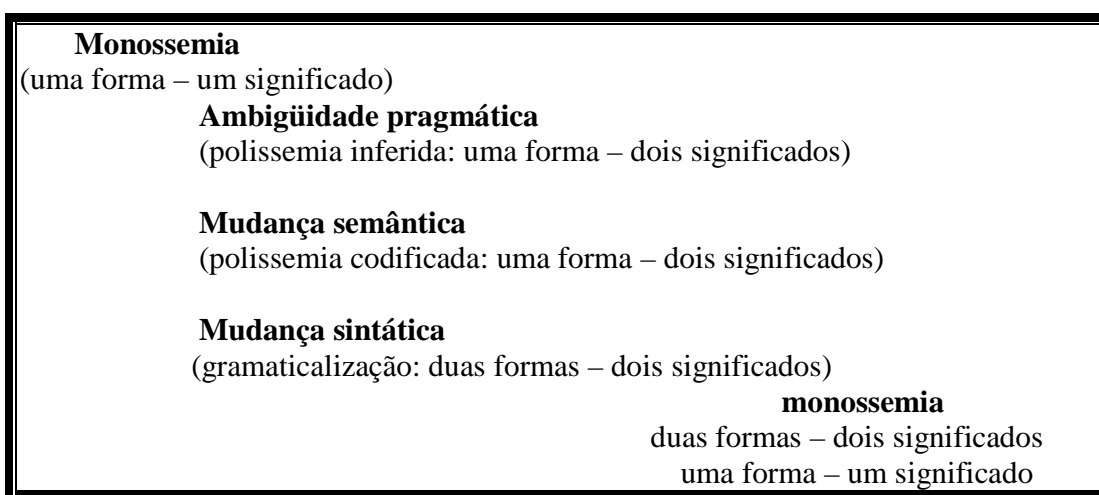 Monossemia
(uma forma – um significado)
Ambigüidade pragmática
(polissemia inferida: uma forma – dois significados)
Mudança semântica
(polissemia codificada: uma forma – dois significados)
Mudança sintática
(gramaticalização: duas formas – dois significados)
monossemia
duas formas – dois significados
uma forma – um significado